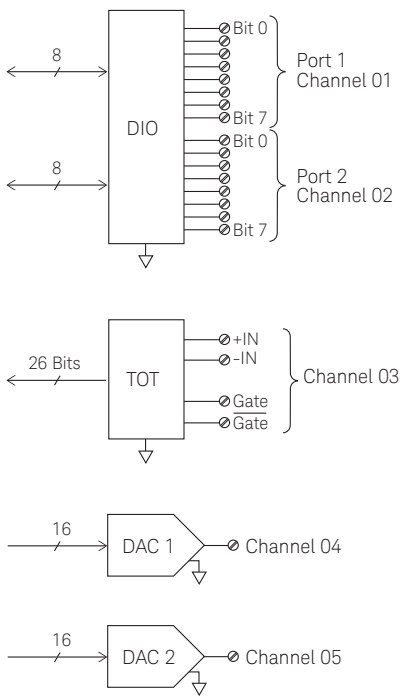 8
DIO
Bit 0
Port 1
Channel 01
Bit 7
8
Bit 0
Port 2
Channel 02
Bit 7
26 Bits
TOT
+IN
-IN
Channel 03
Gate
Gate
16
DAC 1
Channel 04
16
DAC 2
Channel 05